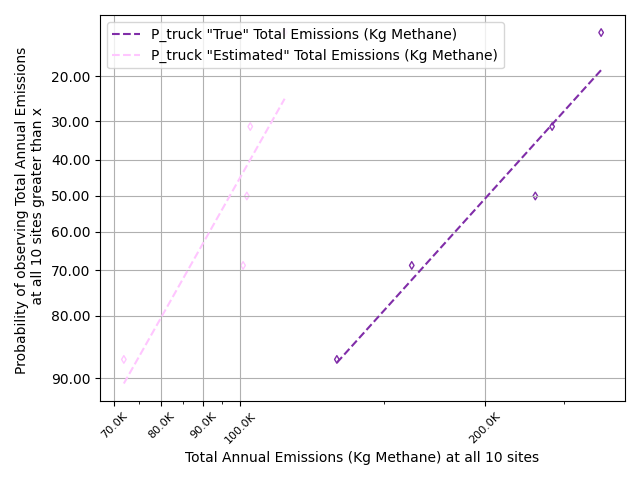 P_truck "True" Total Emissions (Kg Methane)
P_truck "Estimated" Total Emissions (Kg Methane)
Probability of observing Total Annual Emissions
at all 10 sites greater than x
20.00
30.00
40.00
50.00
60.00
70.00
80.00
90.00
70.0K
80.0K
90.0K
100.0K
200.0K
Total Annual Emissions (Kg Methane) at all 10 sites